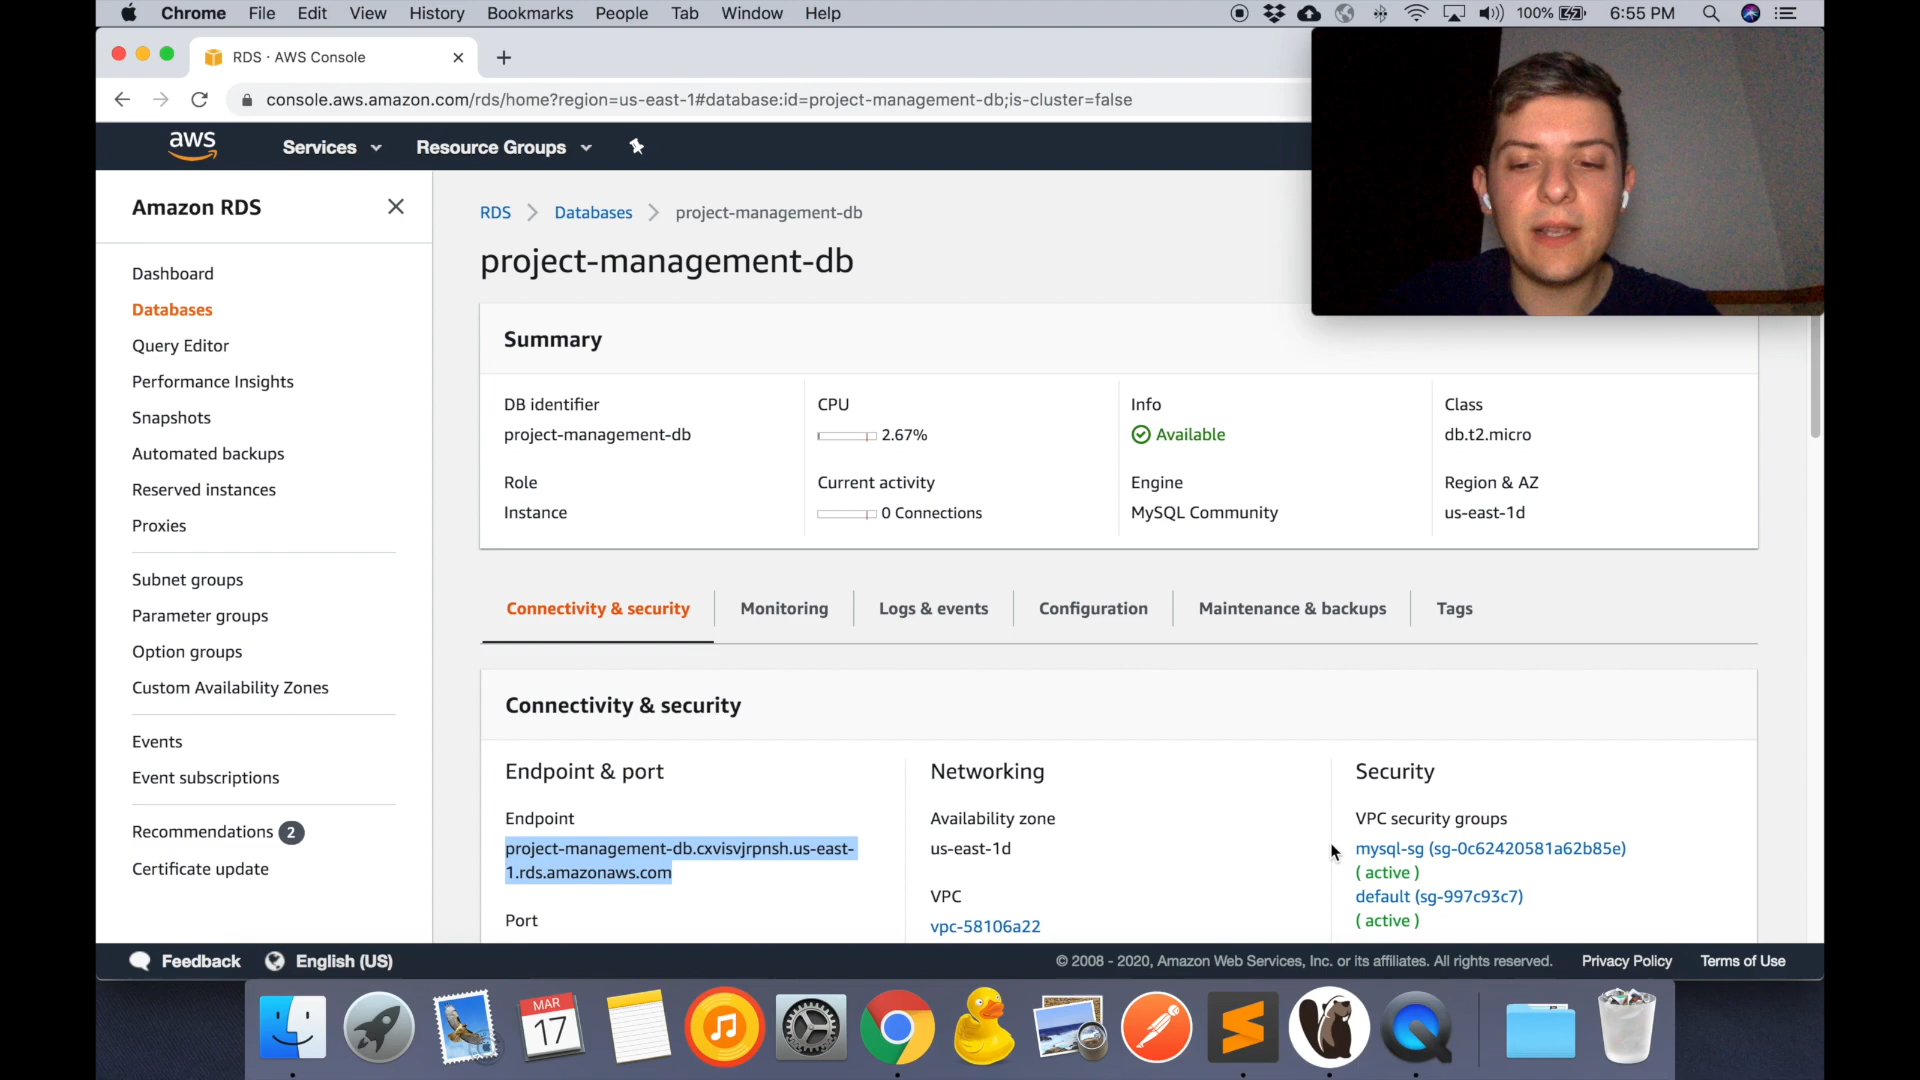 Chrome File Edit View History Bookmarks People Tab Window Help
100% 6:55 PM
RDS · AWS Console
console.aws.amazon.com/rds/home?region=us-east-1#database:id=project-management-db;is-cluster=false
aws Services Resource Groups
Amazon RDS
Dashboard
Databases
Query Editor
Performance Insights
Snapshots
Automated backups
Reserved instances
Proxies
Subnet groups
Parameter groups
Option groups
Custom Availability Zones
Events
Event subscriptions
Recommendations 2
Certificate update
RDS Databases project-management-db
project-management-db
Summary
DB identifier
project-management-db
CPU
2.67%
Info
Available
Class
db.t2.micro
Role
Instance
Current activity
0 Connections
Engine
MySQL Community
Region & AZ
us-east-1d
Connectivity & security Monitoring Logs & events Configuration Maintenance & backups Tags
Connectivity & security
Endpoint & port
Endpoint
project-management-db.cxvisvjrpnsh.us-east-
1.rds.amazonaws.com
Port
Networking
Availability zone
us-east-1d
VPC
vpc-58106a22
Security
VPC security groups
mysql-sg (sg-0c62420581a62b85e)
( active )
default (sg-997c93c7)
( active )
Feedback English (US)
© 2008 - 2020, Amazon Web Services, Inc. or its affiliates. All rights reserved. Privacy Policy Terms of Use
MAR
17